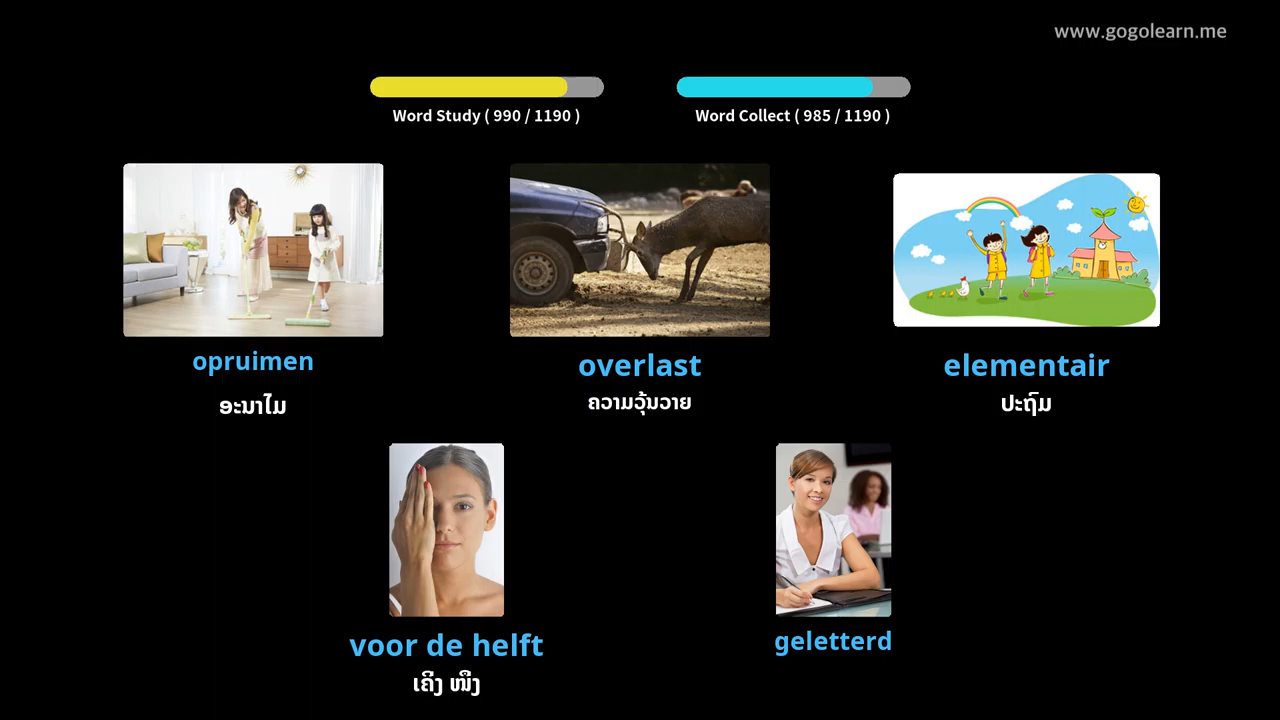 www.gogolearn.me
Word Study ( 990 / 1190 )
Word Collect ( 985 / 1190 )
opruimen
ອະນາໄມ
overlast
ຄວາມວຸ້ນວາຍ
elementair
ປະຖົມ
voor de helft
ເຄິ່ງ ໜຶ່ງ
geletterd